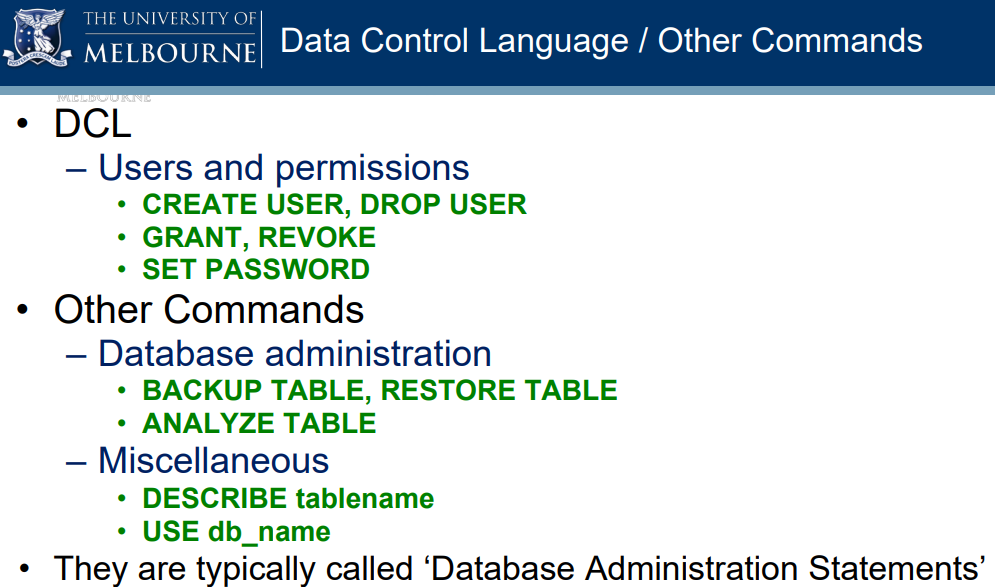 THE UNIVERSITY OF
MELBOURNE
Data Control Language / Other Commands
MELBOURNE
• DCL
– Users and permissions
• CREATE USER, DROP USER
• GRANT, REVOKE
• SET PASSWORD
• Other Commands
– Database administration
• BACKUP TABLE, RESTORE TABLE
• ANALYZE TABLE
– Miscellaneous
• DESCRIBE tablename
• USE db_name
• They are typically called ‘Database Administration Statements’